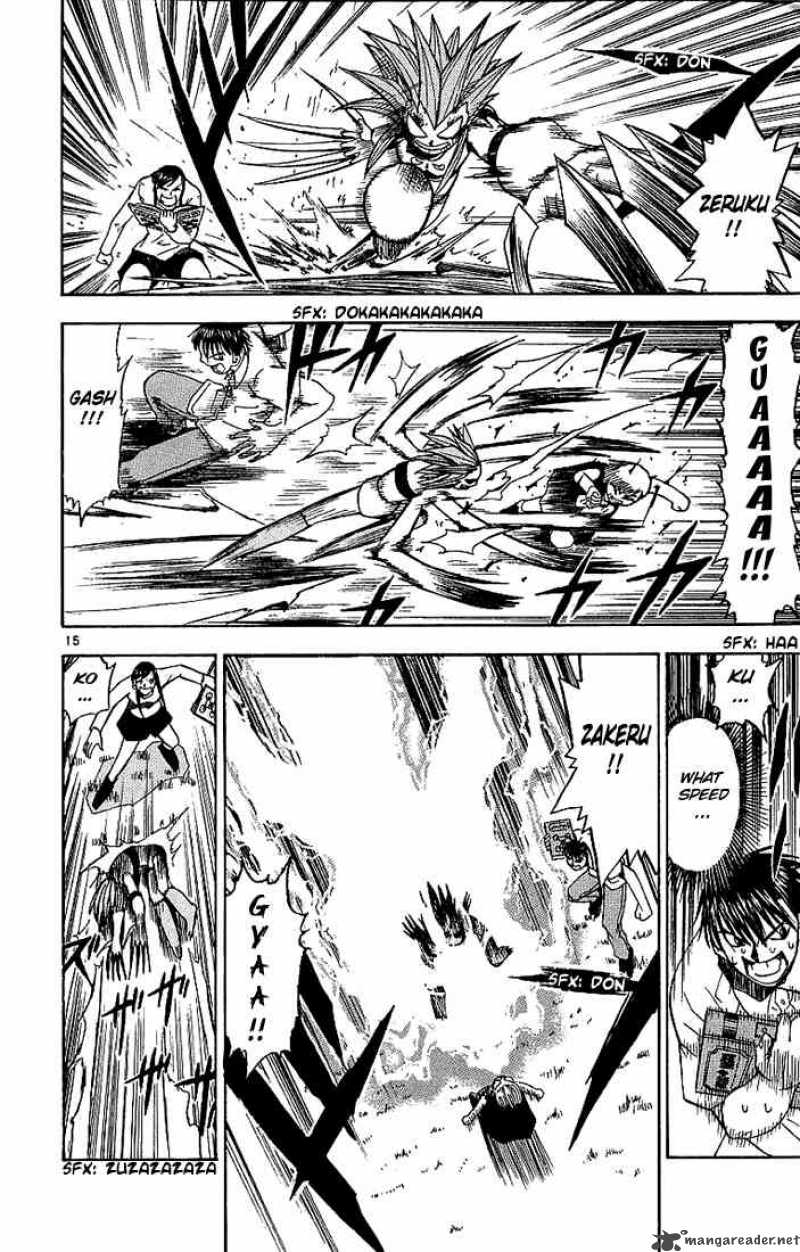 SFX: DON
ZERUKU
!!
SFX: DOKAKAKAKAKAKA
GUAAAAAA!!!
GASH
!!!
15
SFX: HAA
KU
...
WHAT
SPEED
...
ZAKERU
!!
SFX: DON
GYAA!!
KO
...
SFX: ZUZAZAZAZA
mangareader.net